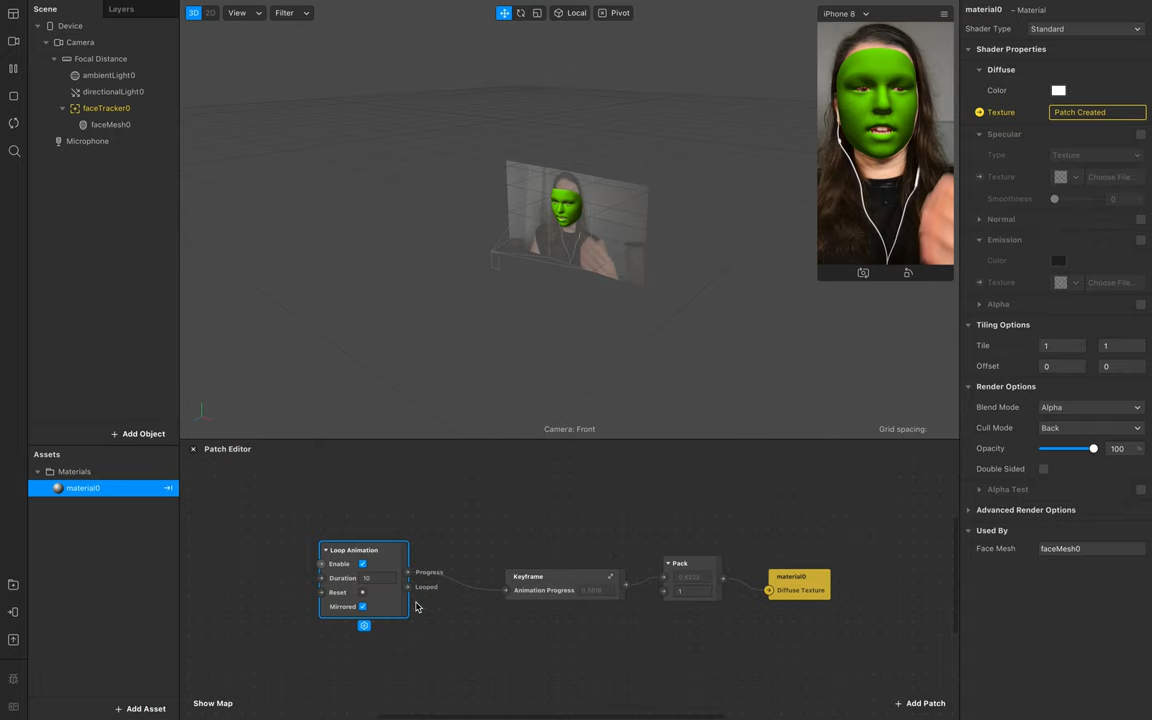 Scene
Layers
Device
Camera
Focal Distance
ambientLight0
directionalLight0
faceTracker0
faceMesh0
Microphone
+ Add Object
Assets
Materials
material0
+ Add Asset
3D
2D
View
Filter
Local
Pivot
iPhone 8
Camera: Front
Grid spacing:
Patch Editor
Loop Animation
Enable
Duration 10
Reset
Mirrored
Progress
Looped
Keyframe
Animation Progress 0.5818
Pack
0.6223
1
material0
Diffuse Texture
Show Map
+ Add Patch
material0 – Material
Shader Type Standard
Shader Properties
Diffuse
Color
Texture Patch Created
Specular
Type Texture
Texture Choose File...
Smoothness 0
Normal
Emission
Color
Texture Choose File...
Alpha
Tiling Options
Tile 1 1
Offset 0 0
Render Options
Blend Mode Alpha
Cull Mode Back
Opacity 100 %
Double Sided
Alpha Test
Advanced Render Options
Used By
Face Mesh faceMesh0